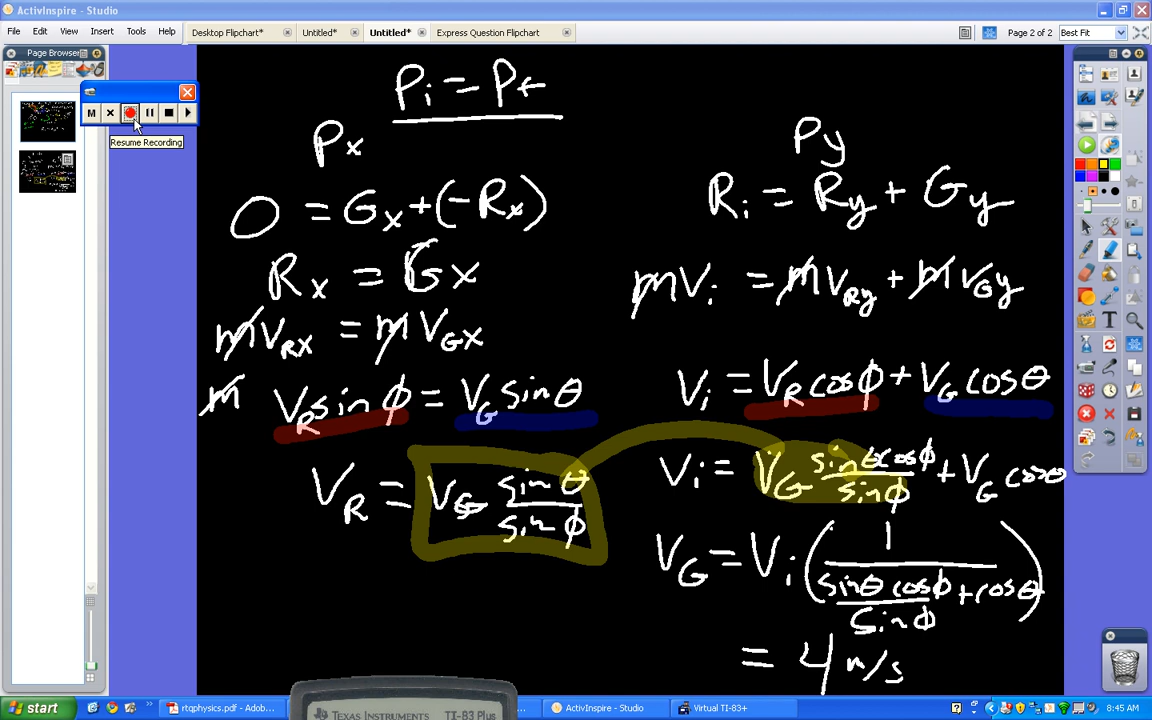 ActivInspire - Studio
File Edit View Insert Tools Help
Desktop Flipchart* Untitled* Untitled* Express Question Flipchart
Page 2 of 2 Best Fit
Page Browser
M
Resume Recording
Pi = Pf
Px
0 = Gx+(-Rx)
Rx = Gx
mVRx = mVGx
m VR sin ϕ = VG sin θ
VR = VG sin θ / sin ϕ
Py
Ri = Ry + Gy
mVi = mVRy + mVGy
Vi = VR cos ϕ + VG cos θ
Vi = VG sin θ cos ϕ / sin ϕ + VG cos θ
VG = Vi (1 / (sin θ cos ϕ / sin ϕ + cos θ))
= 4 m/s
TEXAS INSTRUMENTS TI-83 Plus
start
rtqphysics.pdf - Adob...
ActivInspire - Studio
Virtual TI-83+
8:45 AM